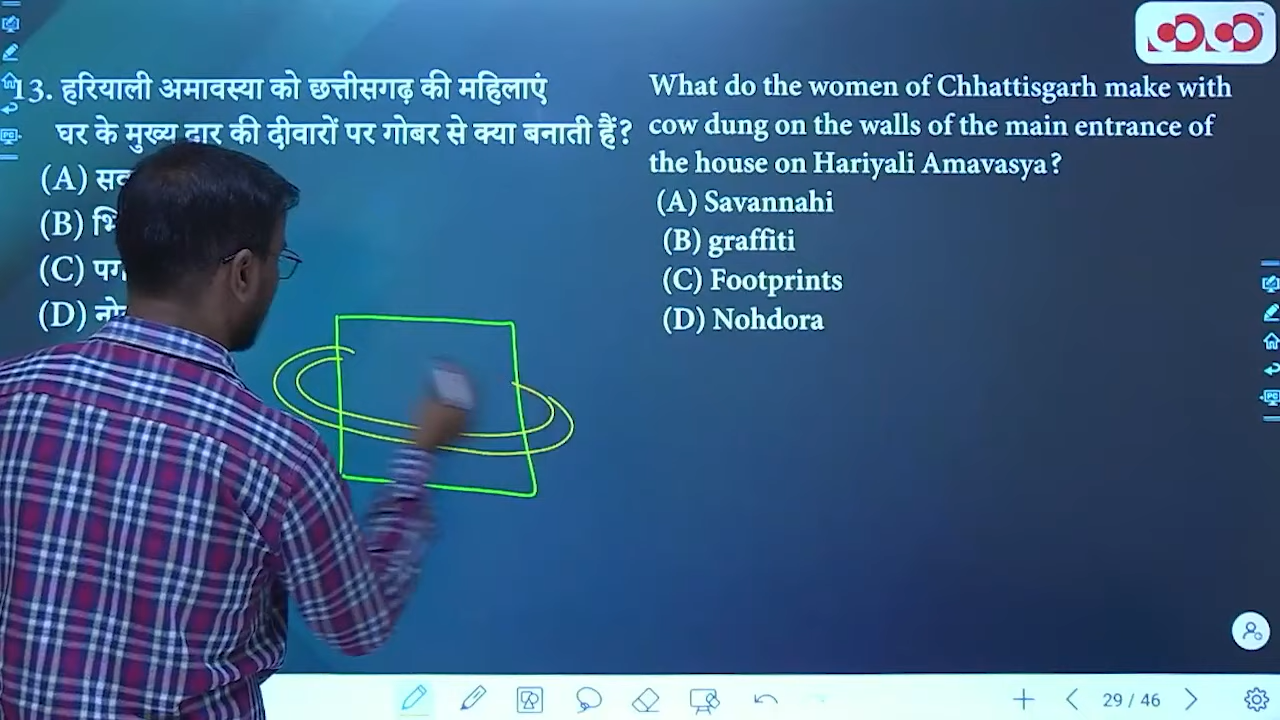 13. हरियाली अमावस्या को छत्तीसगढ़ की महिलाएं
घर के मुख्य द्वार की दीवारों पर गोबर से क्या बनाती हैं?
(A)
(B)
(C)
(D)
What do the women of Chhattisgarh make with
cow dung on the walls of the main entrance of
the house on Hariyali Amavasya?
(A) Savannahi
(B) graffiti
(C) Footprints
(D) Nohdora
29 / 46